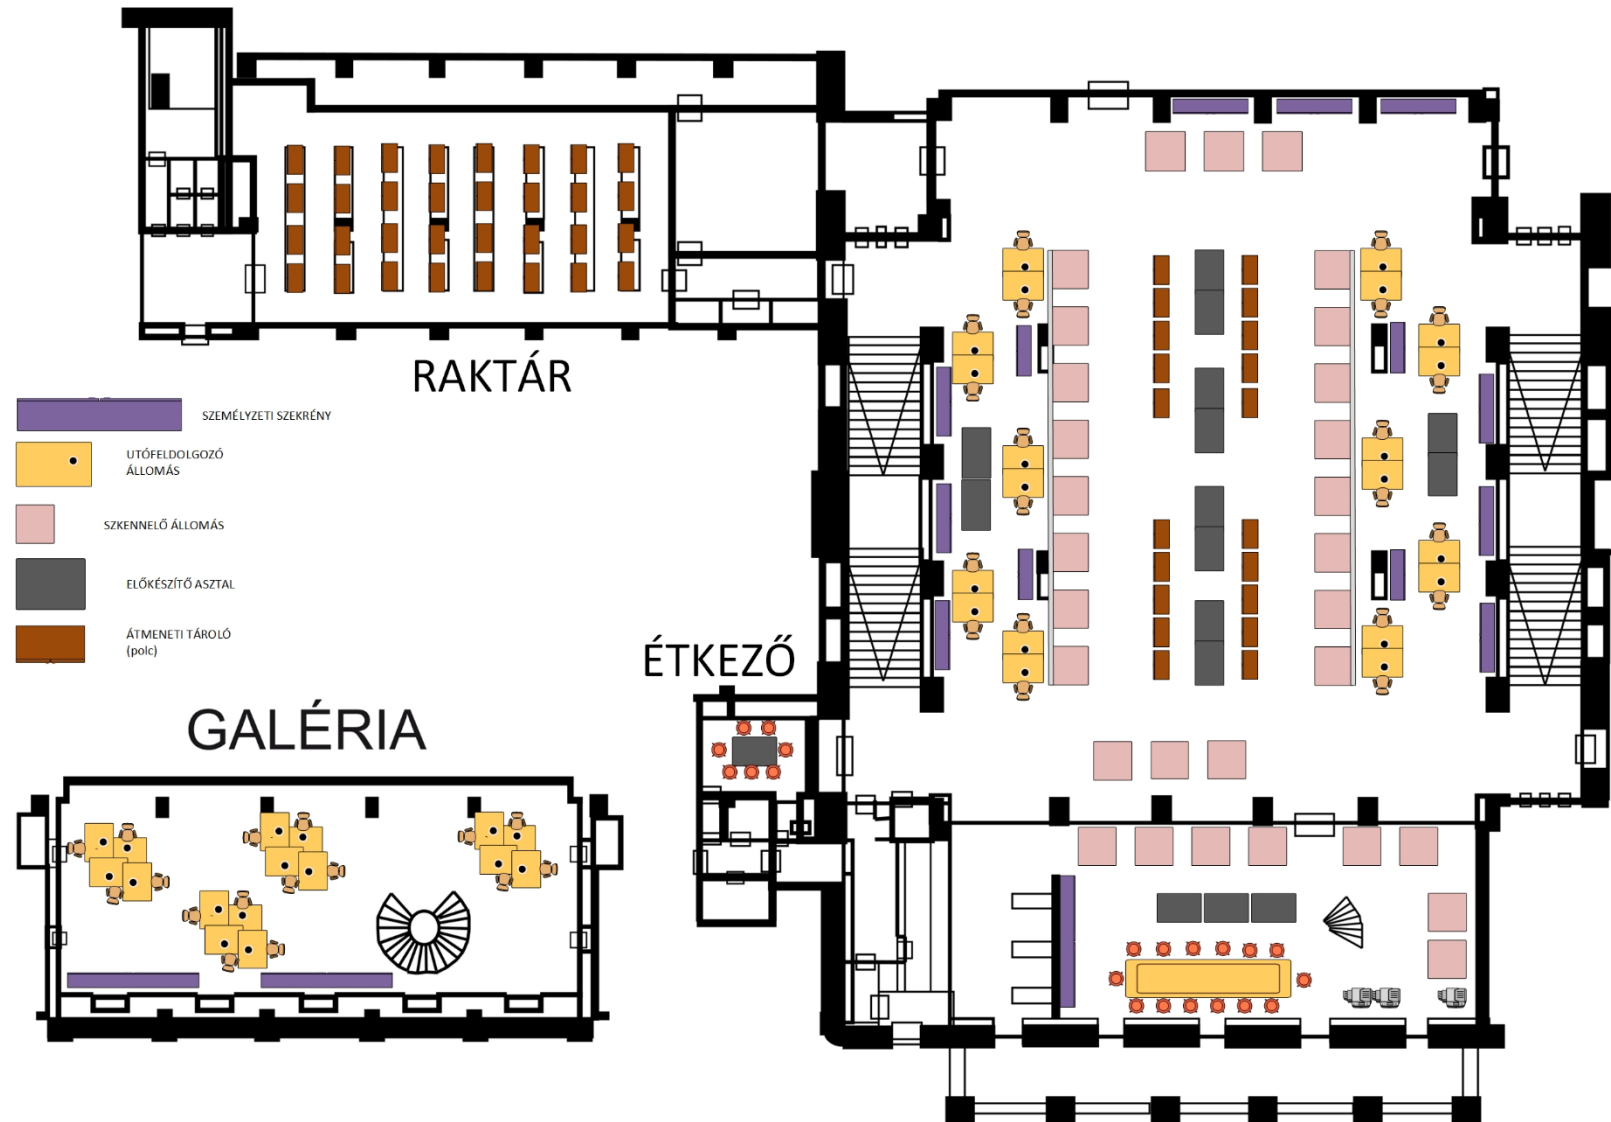 RAKTÁR
SZEMÉLYZETI SZEKRÉNY
UTÓFELDOLGOZÓ
ÁLLOMÁS
SZKENNELŐ ÁLLOMÁS
ELŐKÉSZÍTŐ ASZTAL
ÁTMENETI TÁROLÓ
(polc)
ÉTKEZŐ
GALÉRIA